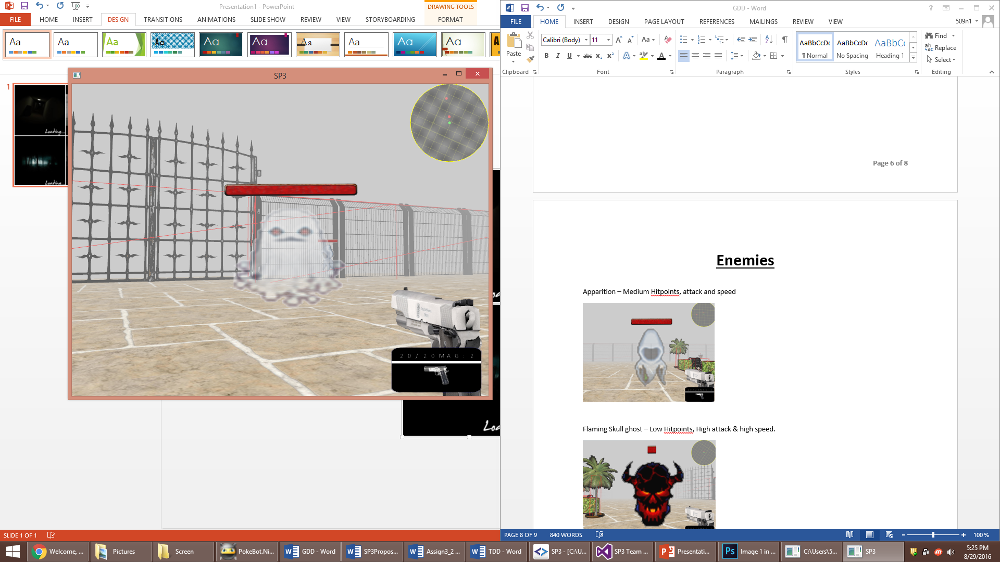 Presentation1 - PowerPoint
DRAWING TOOLS
FILE HOME INSERT DESIGN TRANSITIONS ANIMATIONS SLIDE SHOW REVIEW VIEW STORYBOARDING FORMAT
Aa Aa Aa Aa Aa Aa Aa Aa Aa Aa
1
Loading...
Loading...
SP3
20/20 MAG: 2
SLIDE 1 OF 1
GDD - Word
FILE HOME INSERT DESIGN PAGE LAYOUT REFERENCES MAILINGS REVIEW VIEW 509n1
Paste
Calibri (Body) 11
AaBbCcDc AaBbCcDc AaBbC
¶ Normal No Spacing Heading 1
Find
Replace
Select
Clipboard Font Paragraph Styles Editing
Page 6 of 8
Enemies
Apparition – Medium Hitpoints, attack and speed
Flaming Skull ghost – Low Hitpoints, High attack & high speed.
PAGE 8 OF 9 840 WORDS 100 %
Welcome, ... Pictures Screen PokeBot.Ni... GDD - Word SP3Propos... Assign3_2 ... TDD - Word SP3 - [C:\U... SP3 Team ... Presentati... Image 1 in ... C:\Users\5... SP3
5:25 PM
8/29/2016